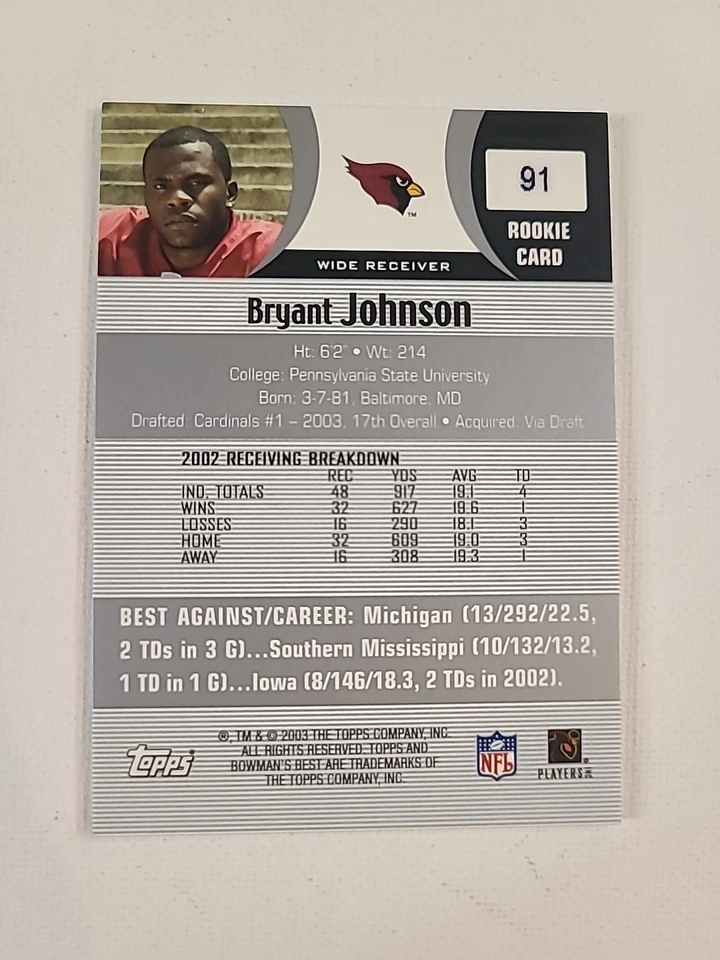 91
ROOKIE
CARD
TM
WIDE RECEIVER
Bryant Johnson
Ht: 6'2" • Wt: 214
College: Pennsylvania State University
Born: 3-7-81, Baltimore, MD
Drafted: Cardinals #1 – 2003, 17th Overall • Acquired: Via Draft
2002 RECEIVING BREAKDOWN
REC YDS AVG TD
IND. TOTALS 48 917 19.1 4
WINS 32 627 19.6 1
LOSSES 16 290 18.1 3
HOME 32 609 19.0 3
AWAY 16 308 19.3 1
BEST AGAINST/CAREER: Michigan (13/292/22.5,
2 TDs in 3 G)...Southern Mississippi (10/132/13.2,
1 TD in 1 G)...Iowa (8/146/18.3, 2 TDs in 2002).
®, TM & © 2003 THE TOPPS COMPANY, INC.
ALL RIGHTS RESERVED. TOPPS AND
BOWMAN'S BEST ARE TRADEMARKS OF
THE TOPPS COMPANY, INC.
Topps®
NFL
PLAYERS